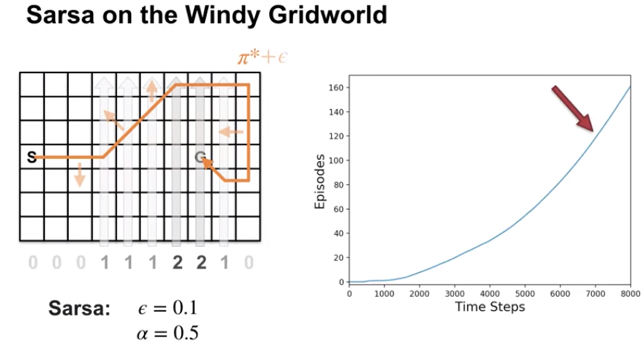 Sarsa on the Windy Gridworld
π*+ϵ
S
G
0 0 0 1 1 1 2 2 1 0
Sarsa: ϵ = 0.1
α = 0.5
Episodes
160
140
120
100
80
60
40
20
0
0 1000 2000 3000 4000 5000 6000 7000 8000
Time Steps